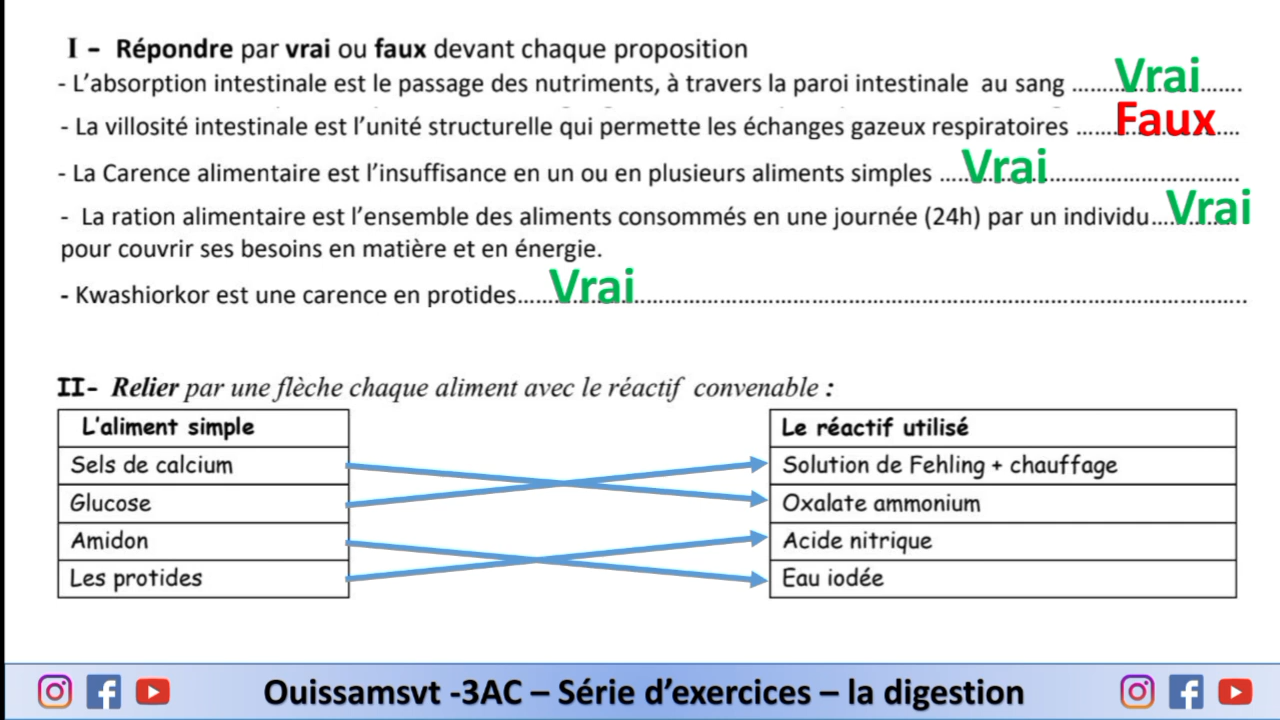 I - Répondre par vrai ou faux devant chaque proposition
- L'absorption intestinale est le passage des nutriments, à travers la paroi intestinale au sang ......Vrai......
- La villosité intestinale est l'unité structurelle qui permette les échanges gazeux respiratoires ......Faux......
- La Carence alimentaire est l'insuffisance en un ou en plusieurs aliments simples ......Vrai......
- La ration alimentaire est l'ensemble des aliments consommés en une journée (24h) par un individu......Vrai
pour couvrir ses besoins en matière et en énergie.
- Kwashiorkor est une carence en protides......Vrai......
II- Relier par une flèche chaque aliment avec le réactif convenable :
L'aliment simple
Sels de calcium
Glucose
Amidon
Les protides
Le réactif utilisé
Solution de Fehling + chauffage
Oxalate ammonium
Acide nitrique
Eau iodée
Ouissamsvt -3AC – Série d'exercices – la digestion